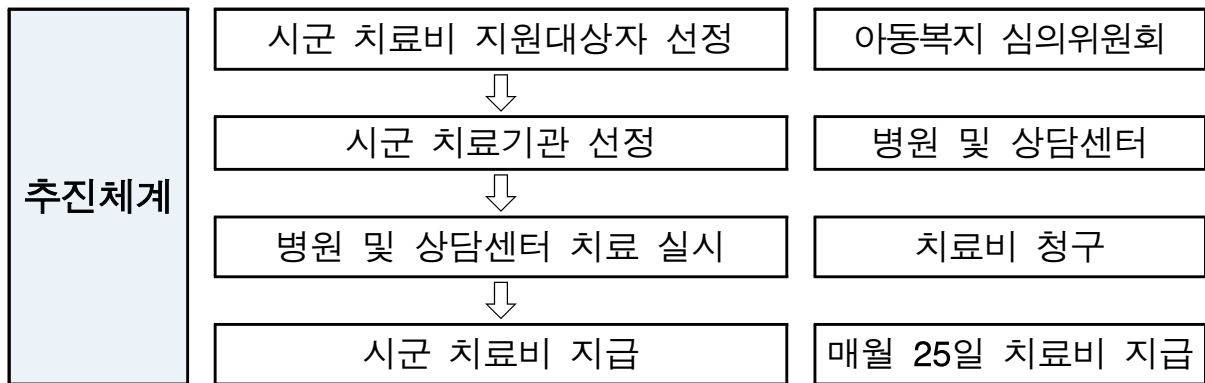 추진체계
시군 치료비 지원대상자 선정
아동복지 심의위원회
시군 치료기관 선정
병원 및 상담센터
병원 및 상담센터 치료 실시
치료비 청구
시군 치료비 지급
매월 25일 치료비 지급